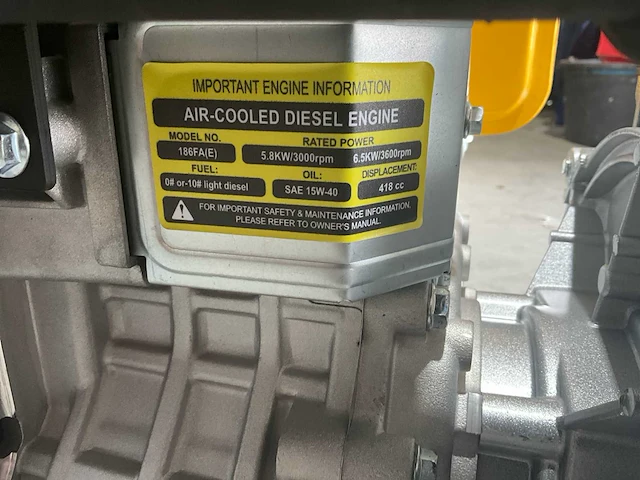 IMPORTANT ENGINE INFORMATION
AIR-COOLED DIESEL ENGINE
MODEL NO. RATED POWER
186FA(E) 5.8KW/3000rpm 6.5KW/3600rpm
FUEL: OIL: DISPLACEMENT:
0# or-10# light diesel SAE 15W-40 418 cc
FOR IMPORTANT SAFETY & MAINTENANCE INFORMATION,
PLEASE REFER TO OWNER'S MANUAL.